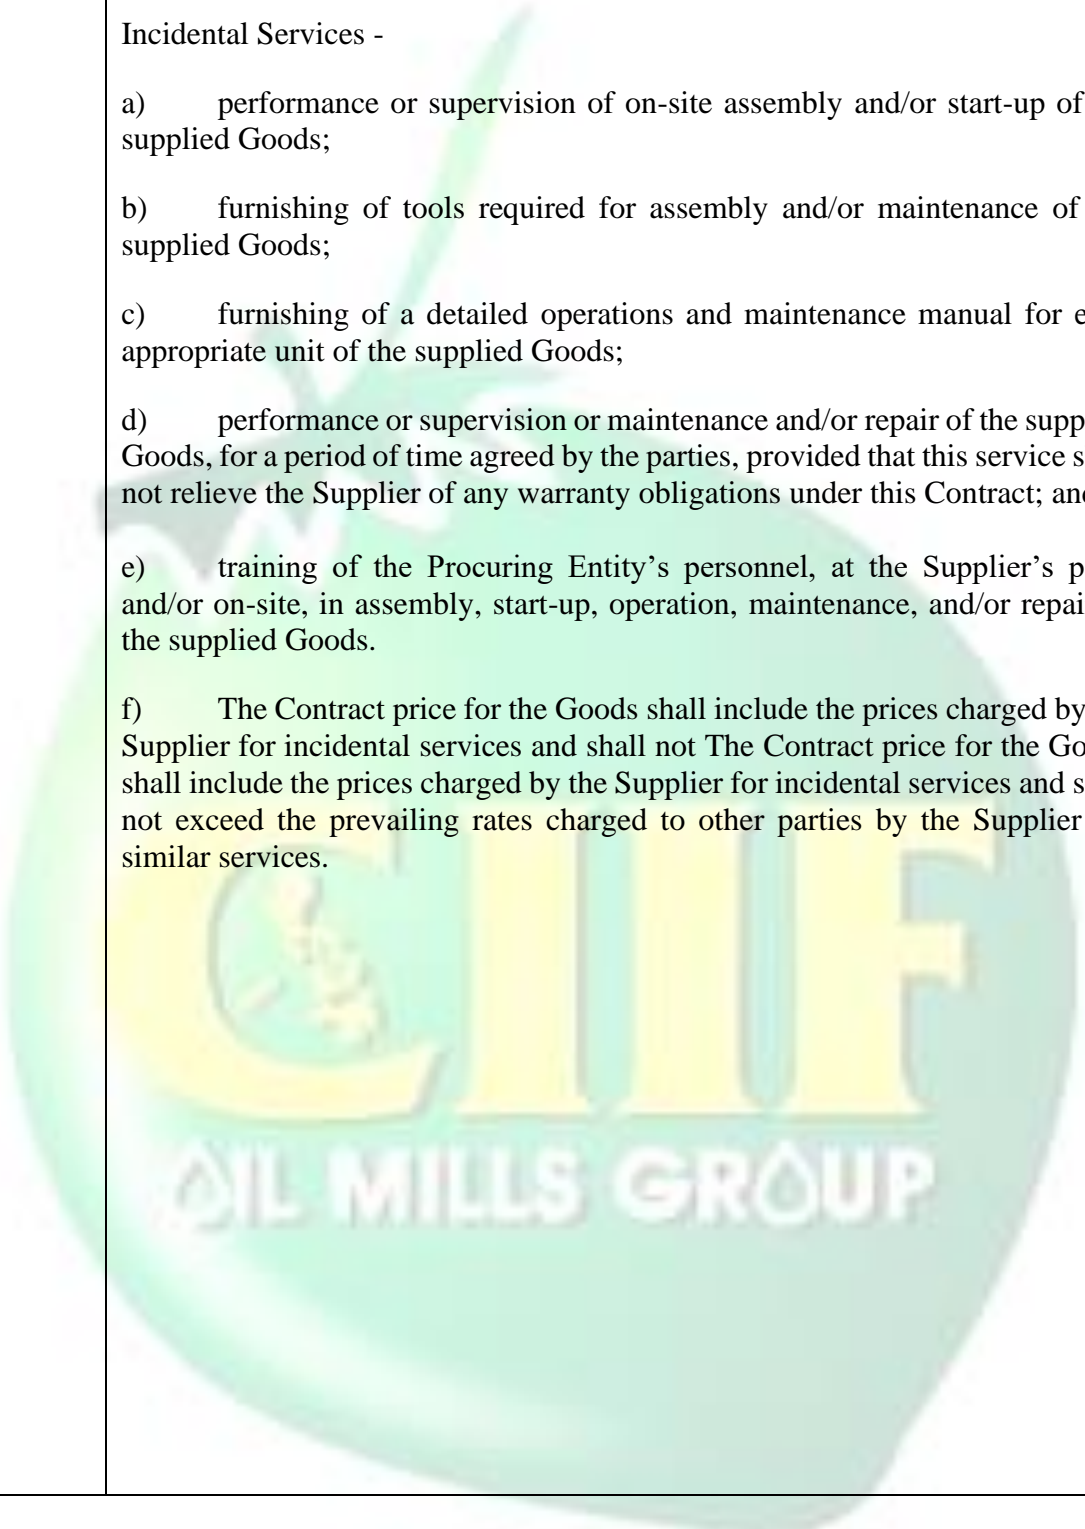 Incidental Services -
a) performance or supervision of on-site assembly and/or start-up of
supplied Goods;
b) furnishing of tools required for assembly and/or maintenance of
supplied Goods;
c) furnishing of a detailed operations and maintenance manual for e
appropriate unit of the supplied Goods;
d) performance or supervision or maintenance and/or repair of the supp
Goods, for a period of time agreed by the parties, provided that this service s
not relieve the Supplier of any warranty obligations under this Contract; and
e) training of the Procuring Entity’s personnel, at the Supplier’s p
and/or on-site, in assembly, start-up, operation, maintenance, and/or repai
the supplied Goods.
f) The Contract price for the Goods shall include the prices charged by
Supplier for incidental services and shall not The Contract price for the Go
shall include the prices charged by the Supplier for incidental services and s
not exceed the prevailing rates charged to other parties by the Supplier
similar services.
CIIF
OIL MILLS GROUP